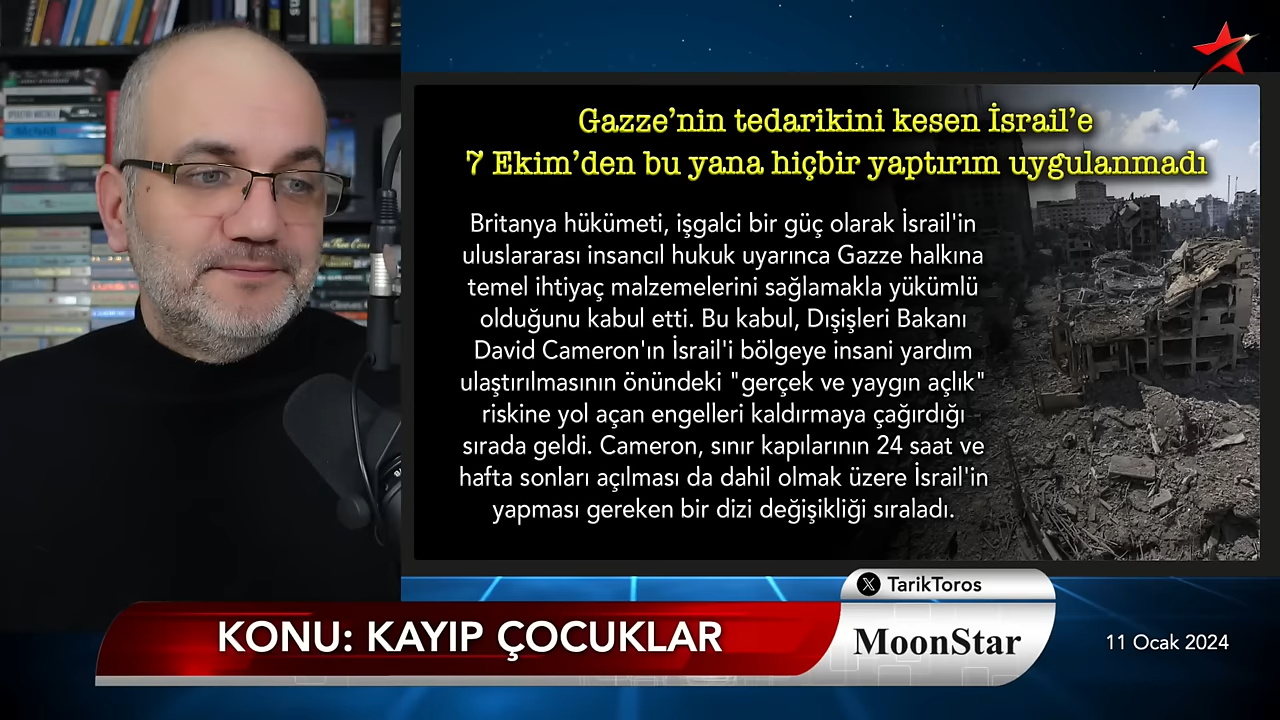 Gazze'nin tedarikini kesen İsrail'e
7 Ekim'den bu yana hiçbir yaptırım uygulanmadı
Britanya hükümeti, işgalci bir güç olarak İsrail'in
uluslararası insancıl hukuk uyarınca Gazze halkına
temel ihtiyaç malzemelerini sağlamakla yükümlü
olduğunu kabul etti. Bu kabul, Dışişleri Bakanı
David Cameron'ın İsrail'i bölgeye insani yardım
ulaştırılmasının önündeki "gerçek ve yaygın açlık"
riskine yol açan engelleri kaldırmaya çağırdığı
sırada geldi. Cameron, sınır kapılarının 24 saat ve
hafta sonları açılması da dahil olmak üzere İsrail'in
yapması gereken bir dizi değişikliği sıraladı.
TarikToros
KONU: KAYIP ÇOCUKLAR
MoonStar
11 Ocak 2024